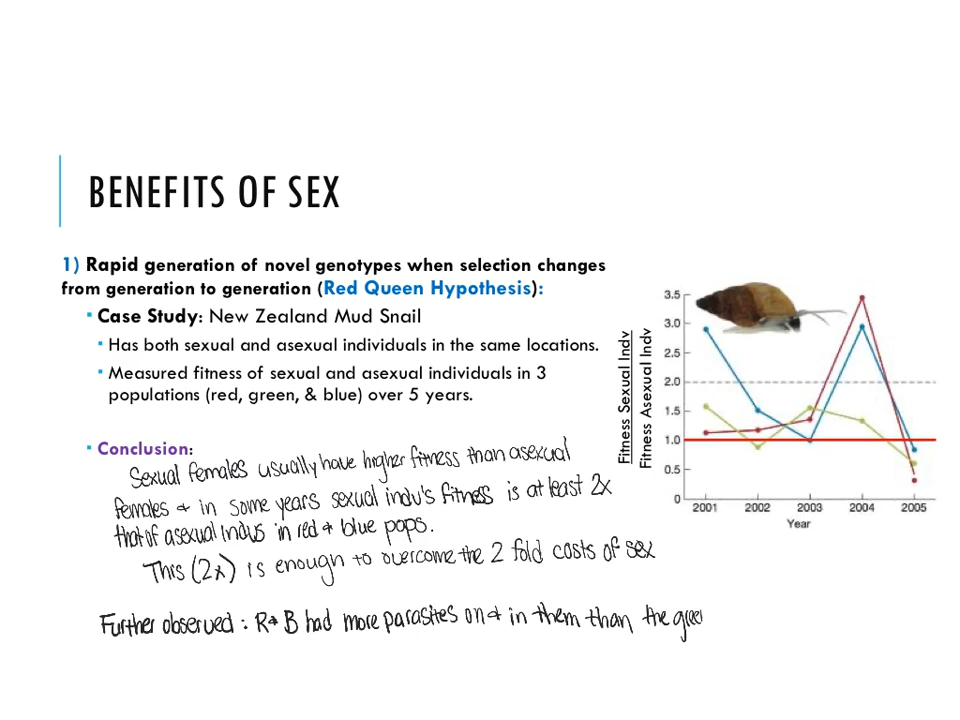 BENEFITS OF SEX
1) Rapid generation of novel genotypes when selection changes
from generation to generation (Red Queen Hypothesis):
Case Study: New Zealand Mud Snail
Has both sexual and asexual individuals in the same locations.
Measured fitness of sexual and asexual individuals in 3
populations (red, green, & blue) over 5 years.
Conclusion:
Sexual females usually have higher fitness than asexual
females + in some years sexual indv's fitness is at least 2x
that of asexual indvs in red + blue pops.
This (2x) is enough to overcome the 2 fold costs of sex
Further observed : R+B had more parasites on + in them than the green
Fitness Sexual Indv
Fitness Asexual Indv
3.5
3.0
2.5
2.0
1.5
1.0
0.5
0
2001 2002 2003 2004 2005
Year